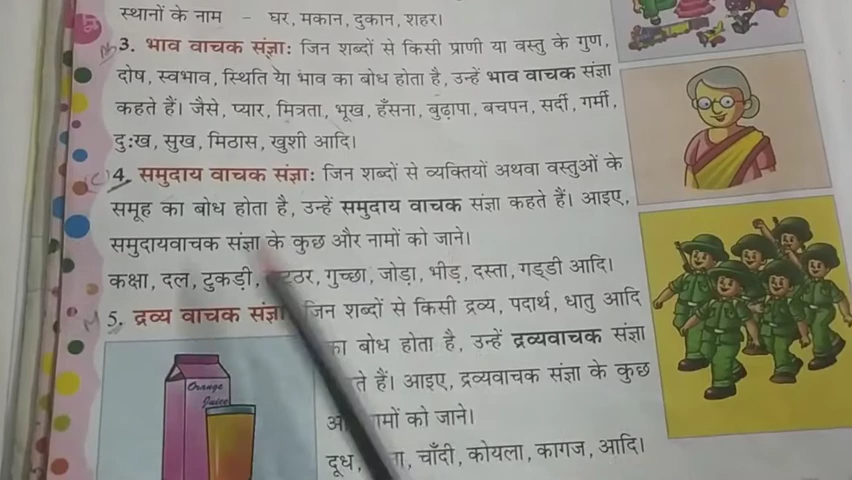 स्थानों के नाम - घर, मकान, दुकान, शहर।
3. भाव वाचक संज्ञा: जिन शब्दों से किसी प्राणी या वस्तु के गुण,
दोष, स्वभाव, स्थिति या भाव का बोध होता है, उन्हें भाव वाचक संज्ञा
कहते हैं। जैसे, प्यार, मित्रता, भूख, हँसना, बुढ़ापा, बचपन, सर्दी, गर्मी,
दुःख, सुख, मिठास, खुशी आदि।
4. समुदाय वाचक संज्ञा: जिन शब्दों से व्यक्तियों अथवा वस्तुओं के
समूह का बोध होता है, उन्हें समुदाय वाचक संज्ञा कहते हैं। आइए,
समुदायवाचक संज्ञा के कुछ और नामों को जाने।
कक्षा, दल, टुकड़ी, गुच्छा, जोड़ा, भीड़, दस्ता, गड्डी आदि।
5. द्रव्य वाचक संज्ञा जिन शब्दों से किसी द्रव्य, पदार्थ, धातु आदि
का बोध होता है, उन्हें द्रव्यवाचक संज्ञा
हैं। आइए, द्रव्यवाचक संज्ञा के कुछ
नामों को जाने।
दूध, चाँदी, कोयला, कागज, आदि।
Orange
Juice